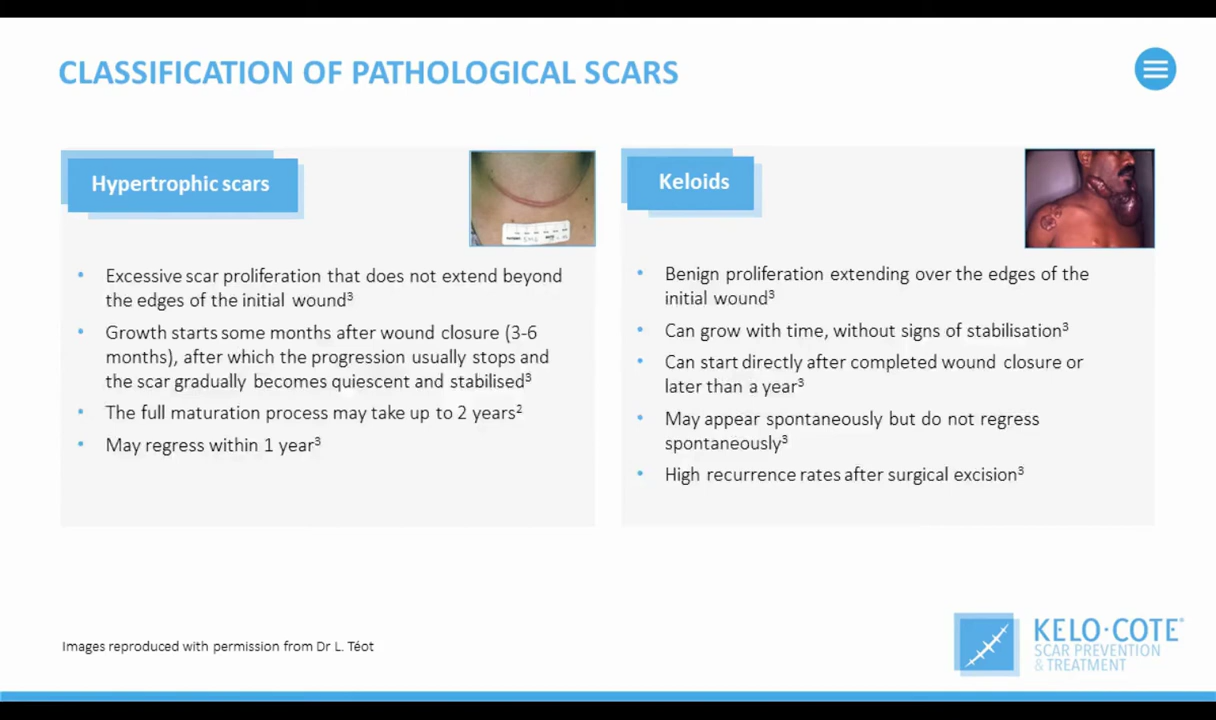 CLASSIFICATION OF PATHOLOGICAL SCARS
Hypertrophic scars
• Excessive scar proliferation that does not extend beyond
the edges of the initial wound³
• Growth starts some months after wound closure (3-6
months), after which the progression usually stops and
the scar gradually becomes quiescent and stabilised³
• The full maturation process may take up to 2 years²
• May regress within 1 year³
Keloids
• Benign proliferation extending over the edges of the
initial wound³
• Can grow with time, without signs of stabilisation³
• Can start directly after completed wound closure or
later than a year³
• May appear spontaneously but do not regress
spontaneously³
• High recurrence rates after surgical excision³
Images reproduced with permission from Dr L. Téot
KELO·COTE®
SCAR PREVENTION
& TREATMENT